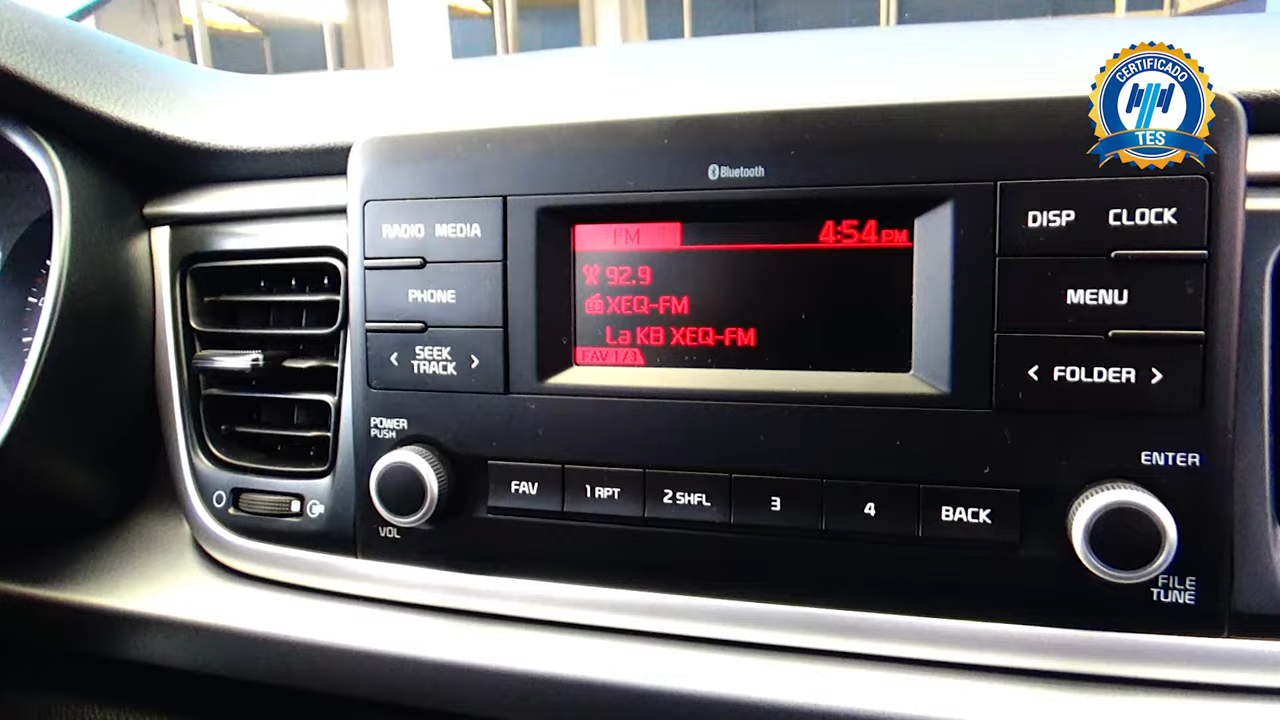 CERTIFICADO
TES
Bluetooth
RADIO MEDIA
PHONE
< SEEK >
TRACK
FM
4:54 PM
92.9
XEQ-FM
La KB XEQ-FM
FAV 1/3
DISP CLOCK
MENU
< FOLDER >
POWER
PUSH
VOL
FAV
1 RPT
2 SHFL
3
4
BACK
ENTER
FILE
TUNE